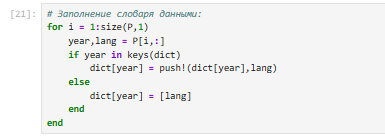 [21]: # Заполнение словаря данными:
for i = 1:size(P,1)
    year,lang = P[i,:]
    if year in keys(dict)
        dict[year] = push!(dict[year],lang)
    else
        dict[year] = [lang]
    end
end